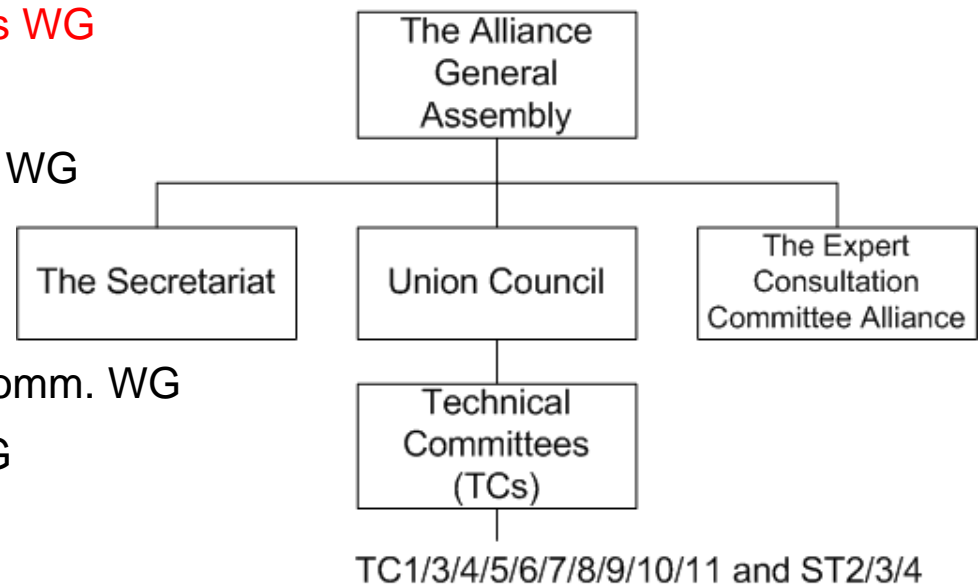 s WG
WG
omm. WG
G
The Alliance
General
Assembly
The Secretariat
Union Council
The Expert
Consultation
Committee Alliance
Technical
Committees
(TCs)
TC1/3/4/5/6/7/8/9/10/11 and ST2/3/4